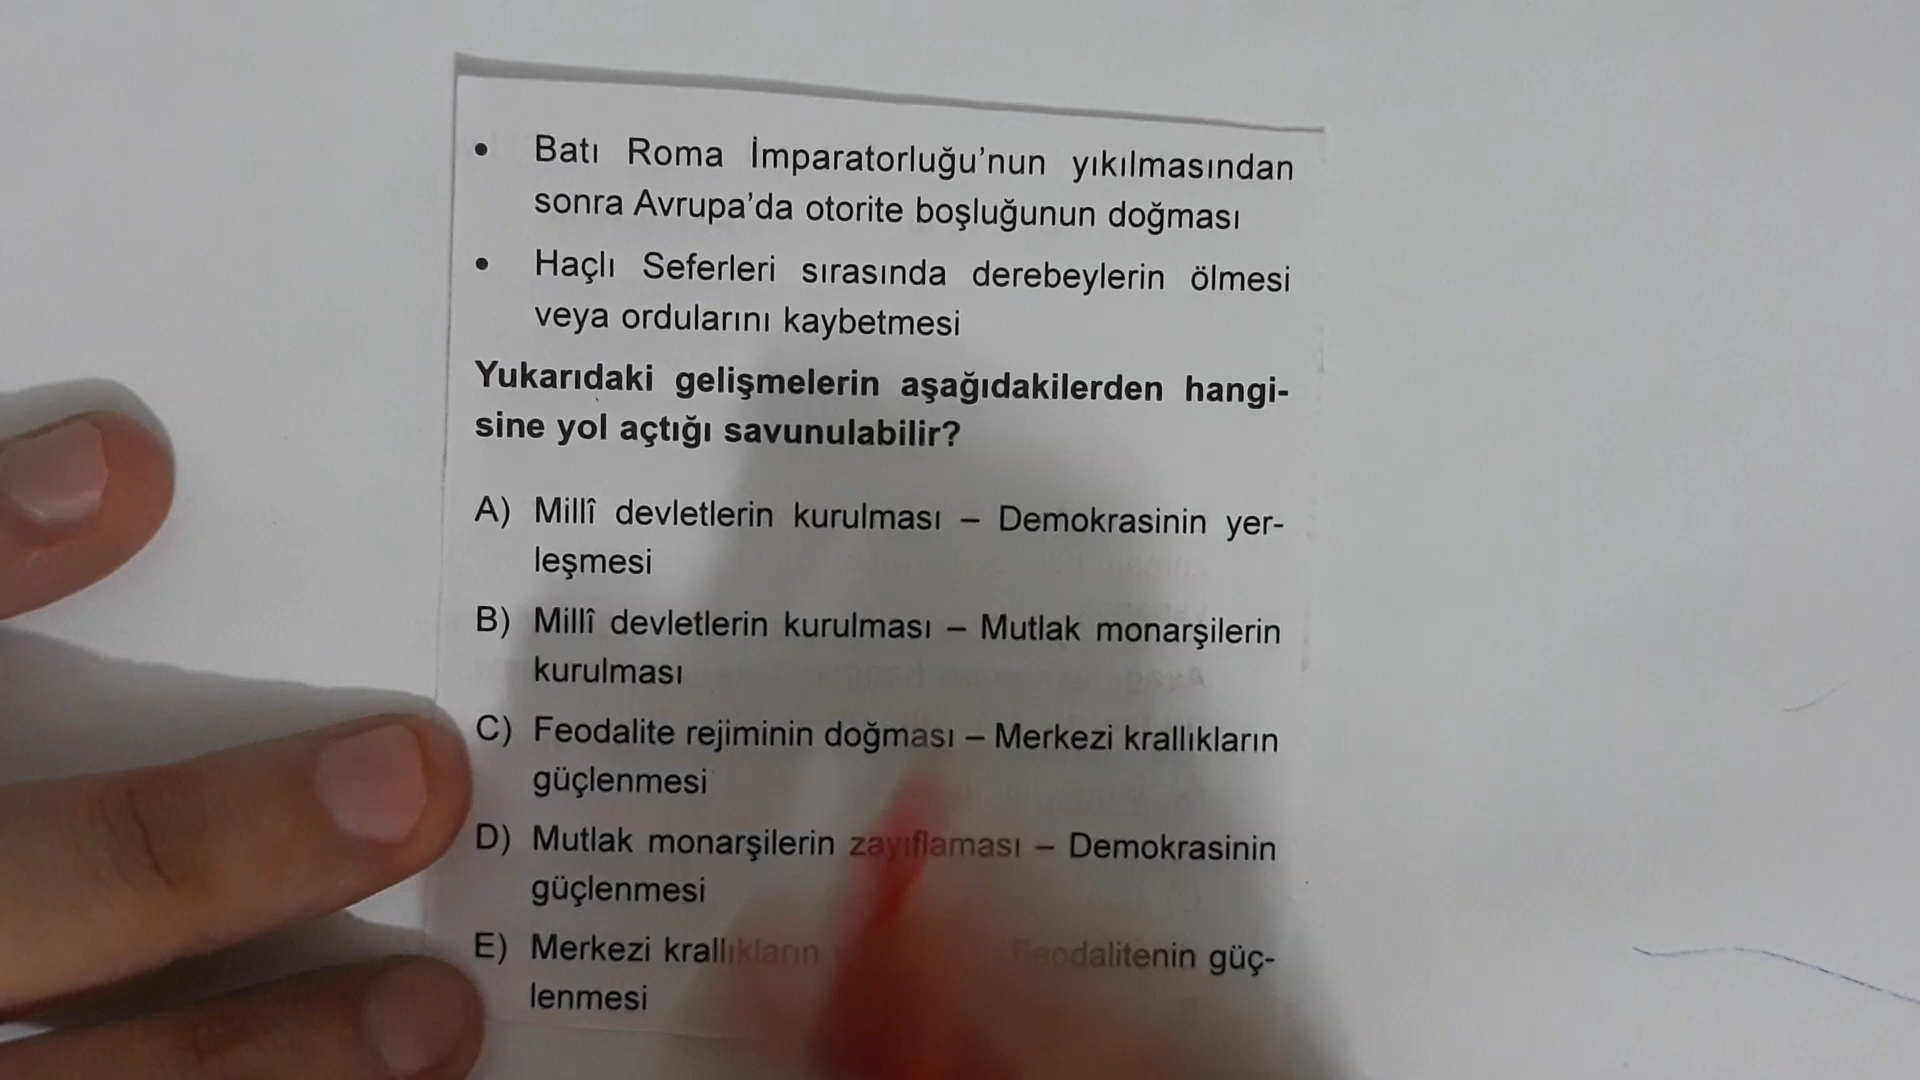 • Batı Roma İmparatorluğu'nun yıkılmasından
sonra Avrupa'da otorite boşluğunun doğması
• Haçlı Seferleri sırasında derebeylerin ölmesi
veya ordularını kaybetmesi
Yukarıdaki gelişmelerin aşağıdakilerden hangi-
sine yol açtığı savunulabilir?
A) Millî devletlerin kurulması – Demokrasinin yer-
leşmesi
B) Millî devletlerin kurulması – Mutlak monarşilerin
kurulması
C) Feodalite rejiminin doğması – Merkezi krallıkların
güçlenmesi
D) Mutlak monarşilerin zayıflaması – Demokrasinin
güçlenmesi
E) Merkezi krallıkların Feodalitenin güç-
lenmesi